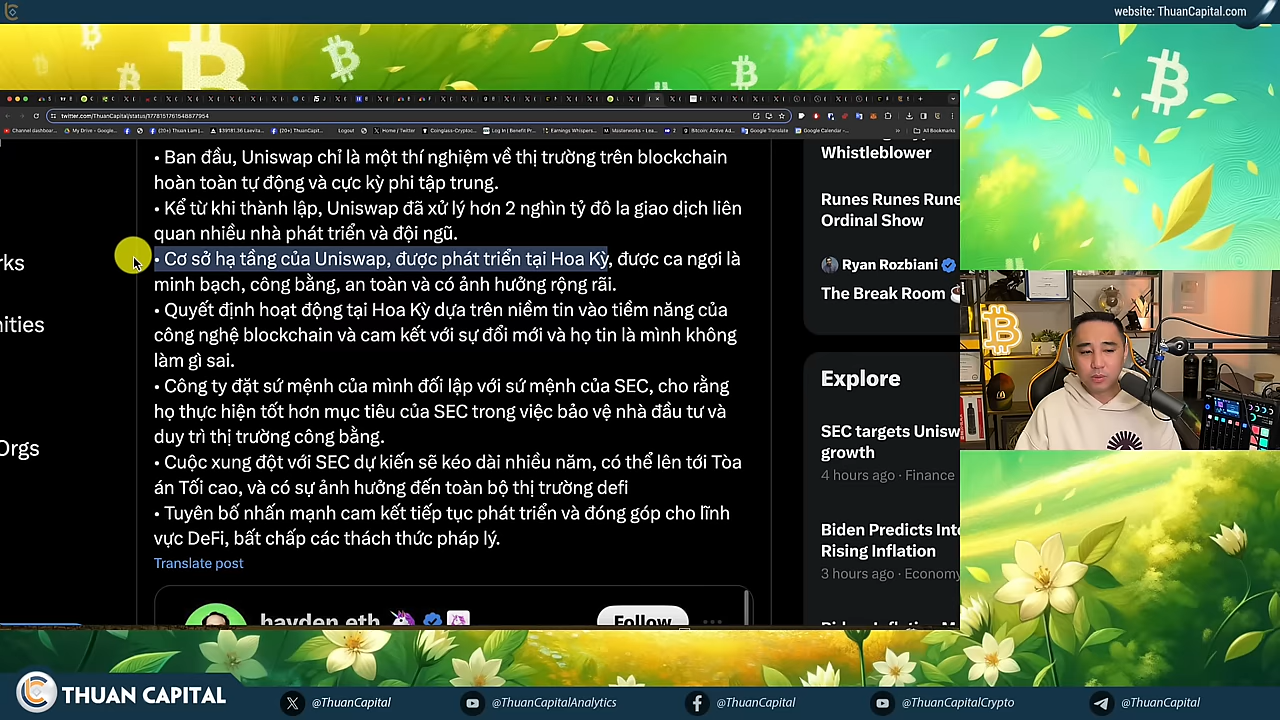 website: ThuanCapital.com
twitter.com/ThuanCapital/status/1778151761548877954
• Ban đầu, Uniswap chỉ là một thí nghiệm về thị trường trên blockchain
hoàn toàn tự động và cực kỳ phi tập trung.
• Kể từ khi thành lập, Uniswap đã xử lý hơn 2 nghìn tỷ đô la giao dịch liên
quan nhiều nhà phát triển và đội ngũ.
• Cơ sở hạ tầng của Uniswap, được phát triển tại Hoa Kỳ, được ca ngợi là
minh bạch, công bằng, an toàn và có ảnh hưởng rộng rãi.
• Quyết định hoạt động tại Hoa Kỳ dựa trên niềm tin vào tiềm năng của
công nghệ blockchain và cam kết với sự đổi mới và họ tin là mình không
làm gì sai.
• Công ty đặt sứ mệnh của mình đối lập với sứ mệnh của SEC, cho rằng
họ thực hiện tốt hơn mục tiêu của SEC trong việc bảo vệ nhà đầu tư và
duy trì thị trường công bằng.
• Cuộc xung đột với SEC dự kiến sẽ kéo dài nhiều năm, có thể lên tới Tòa
án Tối cao, và có sự ảnh hưởng đến toàn bộ thị trường defi
• Tuyên bố nhấn mạnh cam kết tiếp tục phát triển và đóng góp cho lĩnh
vực DeFi, bất chấp các thách thức pháp lý.
Translate post
hayden.eth
Follow
rks
nities
Orgs
Whistleblower
Runes Runes Rune
Ordinal Show
Ryan Rozbiani
The Break Room
Explore
SEC targets Unisw
growth
4 hours ago · Finance
Biden Predicts Inte
Rising Inflation
3 hours ago · Economy
THUAN CAPITAL
@ThuanCapital
@ThuanCapitalAnalytics
@ThuanCapital
@ThuanCapitalCrypto
@ThuanCapital